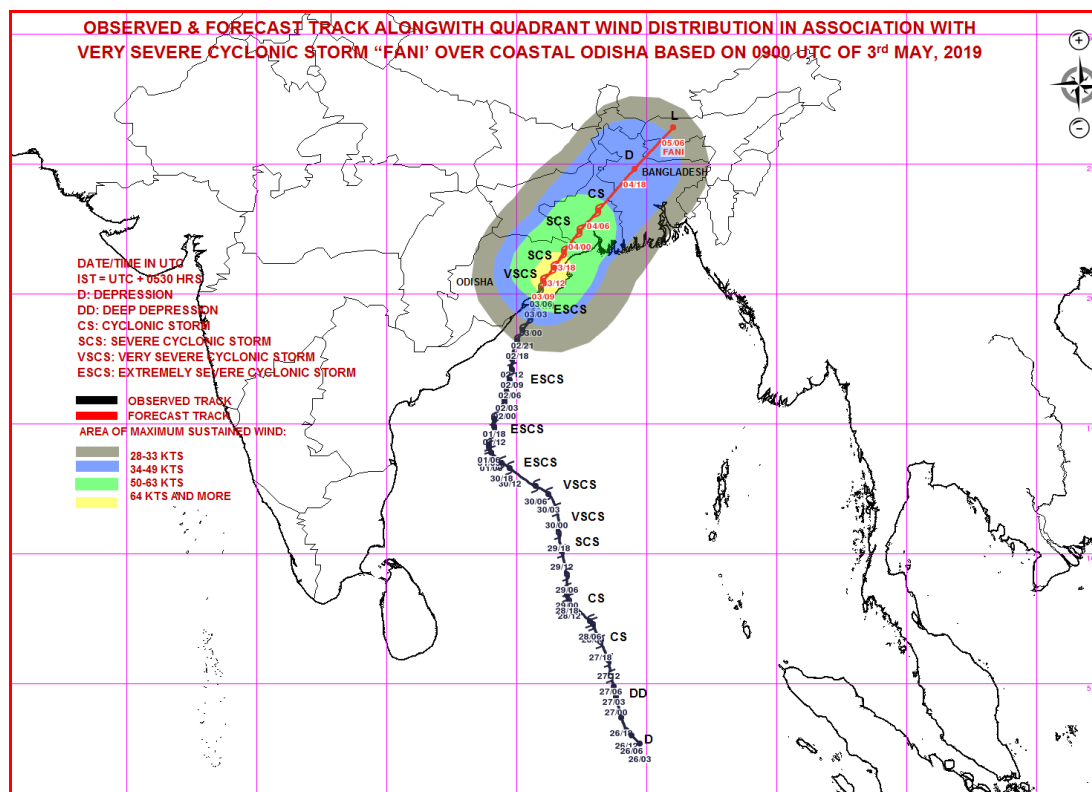 OBSERVED & FORECAST TRACK ALONGWITH QUADRANT WIND DISTRIBUTION IN ASSOCIATION WITH
VERY SEVERE CYCLONIC STORM “FANI’ OVER COASTAL ODISHA BASED ON 0900 UTC OF 3rd MAY, 2019
L
05/06
FANI
D
BANGLADESH
04/18
CS
04/06
SCS
04/00
SCS
3/18
VSCS
3/12
ODISHA
03/09
03/06
ESCS
03/03
3/00
02/21
02/18
02/12
ESCS
02/09
02/06
02/03
02/00
ESCS
01/18
01/06
ESCS
30/18
30/12
VSCS
30/06
30/03
VSCS
30/00
SCS
29/18
29/12
29/06
29/00
CS
28/18
28/12
28/06
CS
27/18
27/12
27/06
DD
27/03
27/00
26/18
D
26/12
26/06
26/03
DATE/TIME IN UTC
IST = UTC + 0530 HRS
D: DEPRESSION
DD: DEEP DEPRESSION
CS: CYCLONIC STORM
SCS: SEVERE CYCLONIC STORM
VSCS: VERY SEVERE CYCLONIC STORM
ESCS: EXTREMELY SEVERE CYCLONIC STORM
OBSERVED TRACK
FORECAST TRACK
AREA OF MAXIMUM SUSTAINED WIND:
28-33 KTS
34-49 KTS
50-63 KTS
64 KTS AND MORE